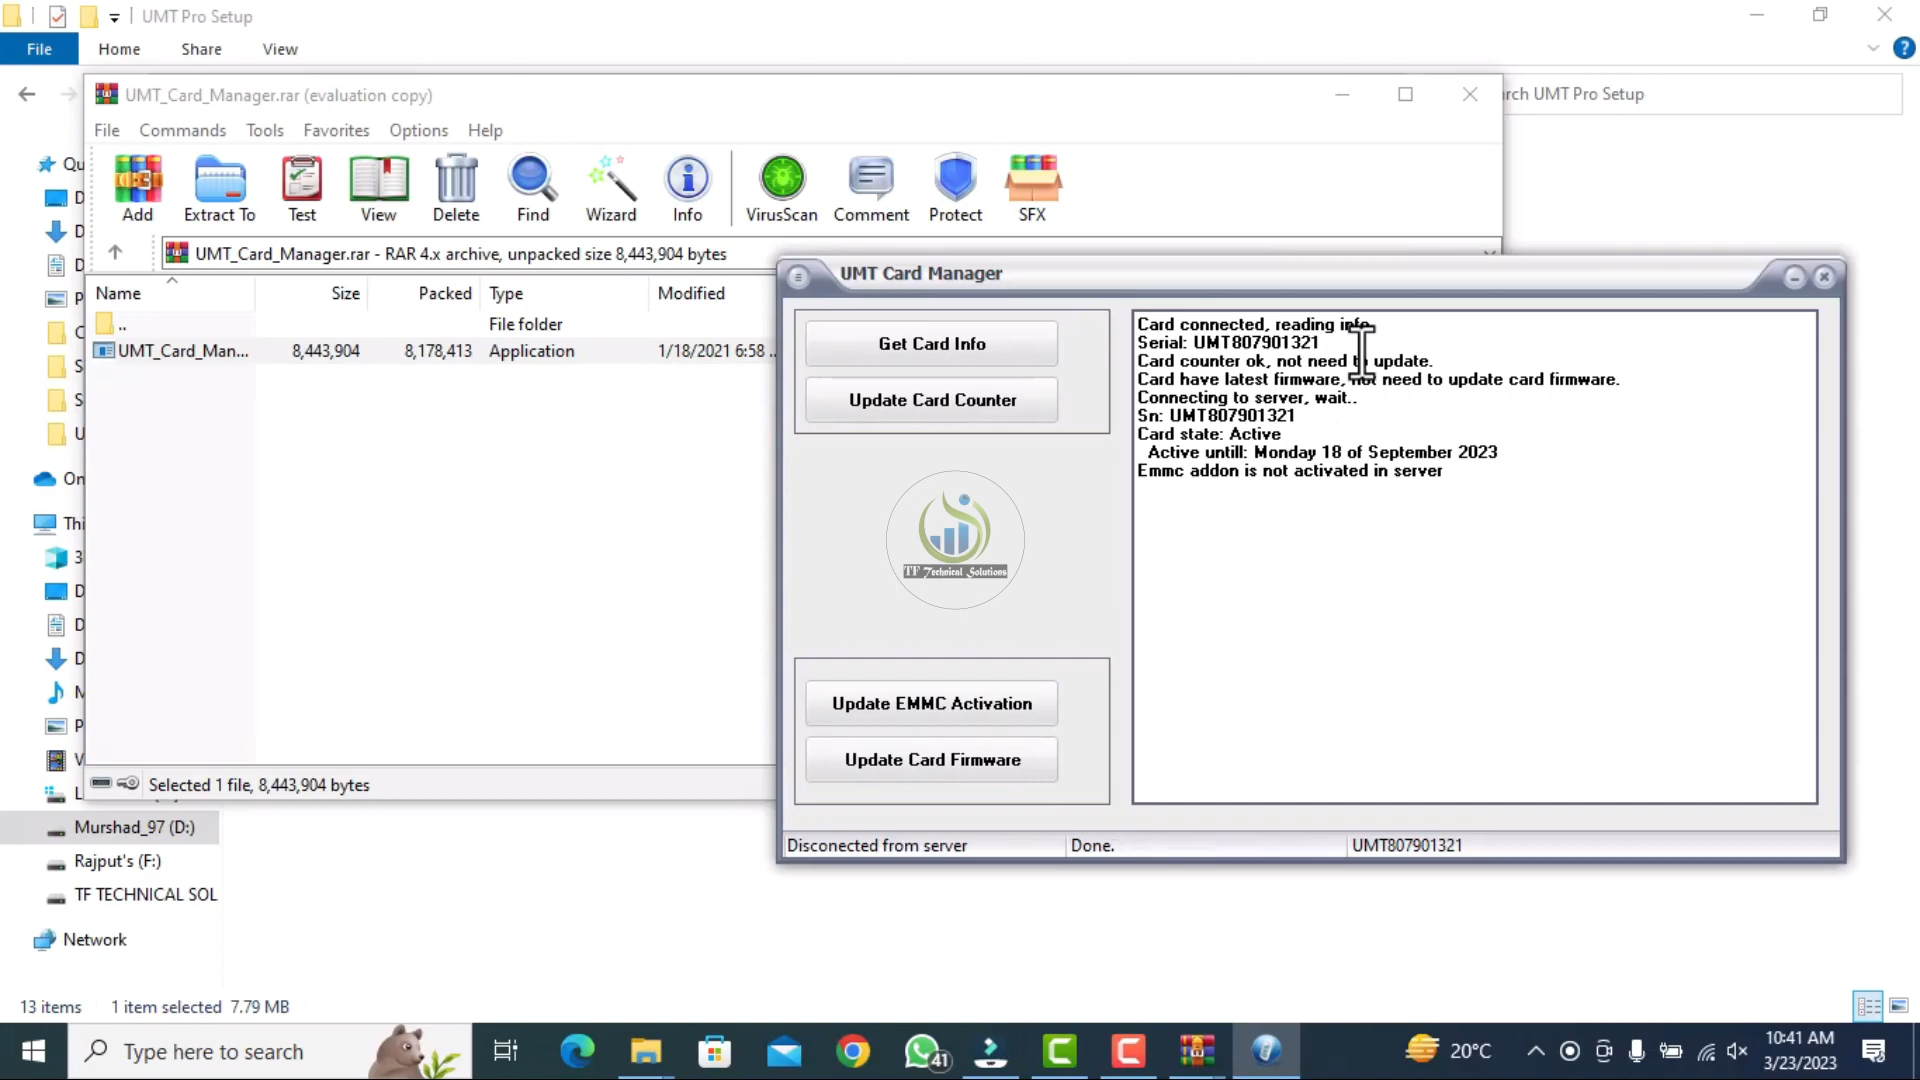 UMT Pro Setup
File Home Share View
UMT_Card_Manager.rar (evaluation copy)
rch UMT Pro Setup
File Commands Tools Favorites Options Help
Add Extract To Test View Delete Find Wizard Info VirusScan Comment Protect SFX
UMT_Card_Manager.rar - RAR 4.x archive, unpacked size 8,443,904 bytes
Name Size Packed Type Modified
.. File folder
UMT_Card_Man... 8,443,904 8,178,413 Application 1/18/2021 6:58 ...
Selected 1 file, 8,443,904 bytes
Qu
D
D
D
P
C
S
S
U
On
Thi
3
D
D
D
M
P
V
L
Murshad_97 (D:)
Rajput's (F:)
TF TECHNICAL SOL
Network
UMT Card Manager
Get Card Info
Update Card Counter
TF Technical Solutions
Update EMMC Activation
Update Card Firmware
Card connected, reading info
Serial: UMT807901321
Card counter ok, not need to update.
Card have latest firmware, not need to update card firmware.
Connecting to server, wait..
Sn: UMT807901321
Card state: Active
Active untill: Monday 18 of September 2023
Emmc addon is not activated in server
Disconected from server Done. UMT807901321
13 items 1 item selected 7.79 MB
Type here to search
41
20°C
10:41 AM
3/23/2023